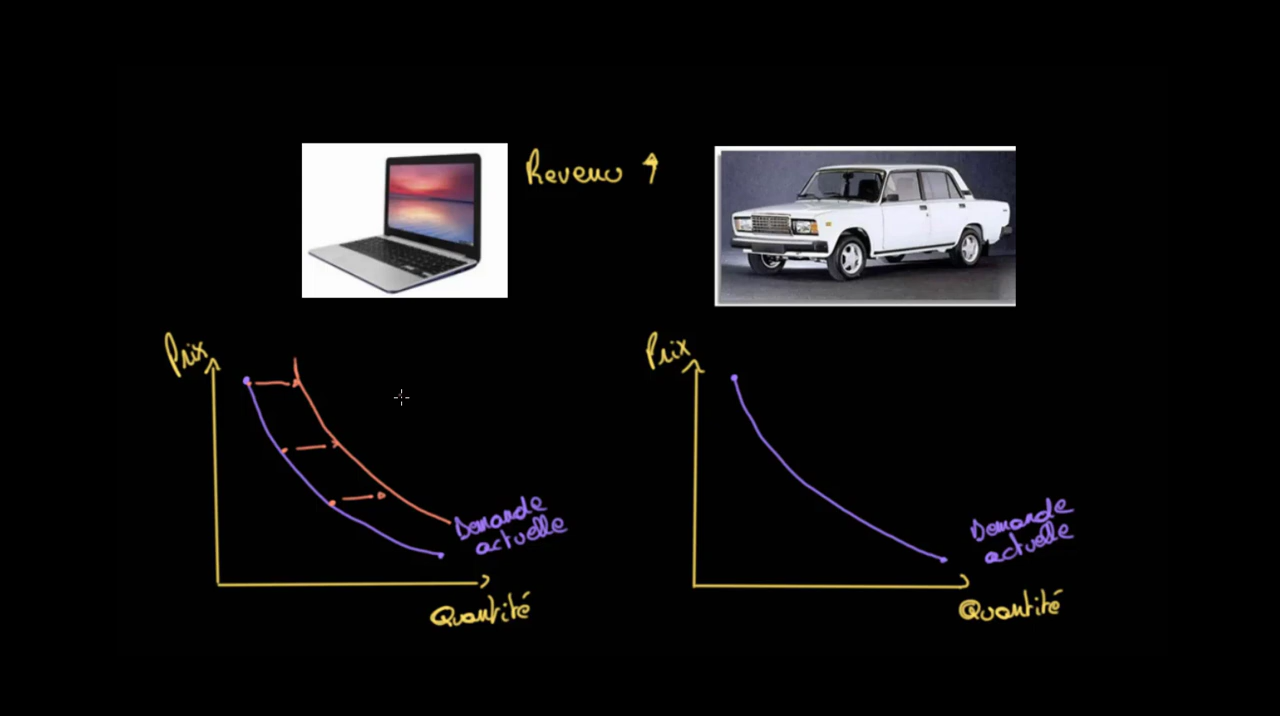 Revenu ↑
Prix
Demande
actuelle
Quantité
Prix
Demande
actuelle
Quantité